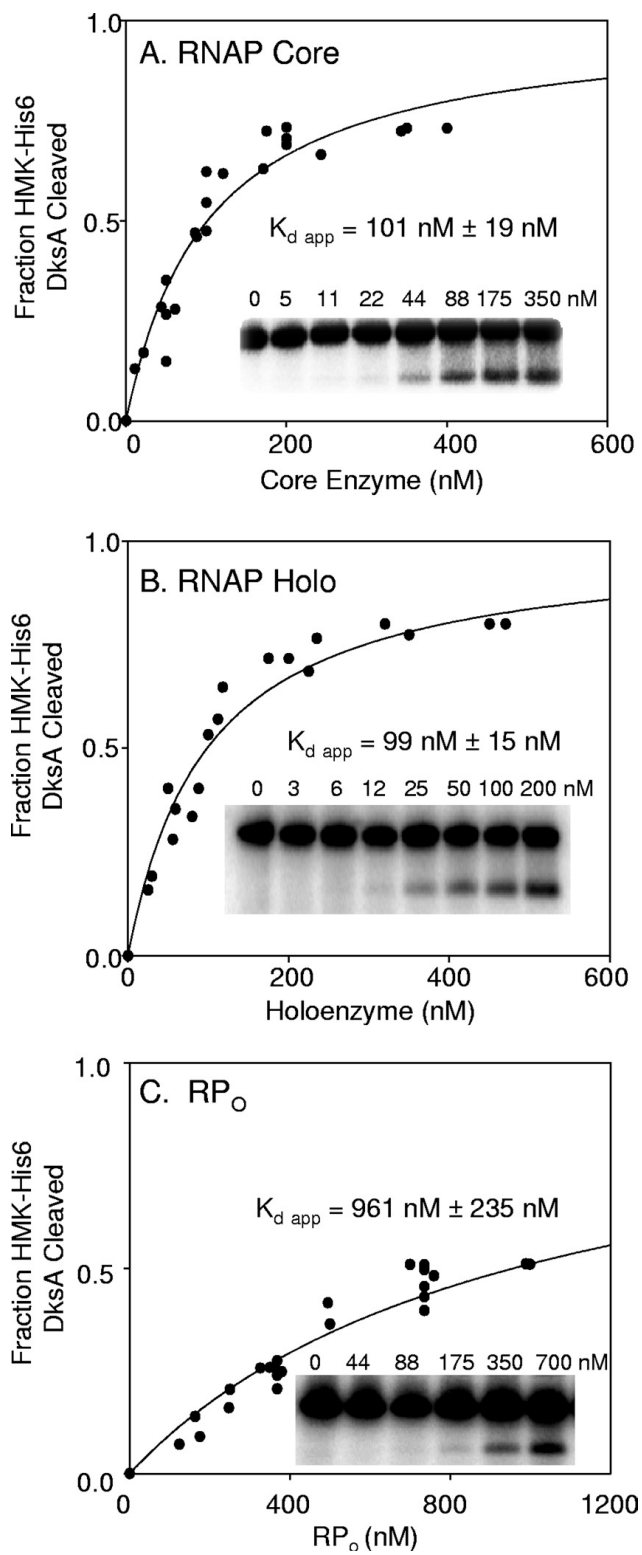 A. RNAP Core
1.0
0.5
0.0
Fraction HMK-His6
DksA Cleaved
K_d app = 101 nM ± 19 nM
0 5 11 22 44 88 175 350 nM
0 200 400 600
Core Enzyme (nM)
B. RNAP Holo
1.0
0.5
0.0
Fraction HMK-His6
DksA Cleaved
K_d app = 99 nM ± 15 nM
0 3 6 12 25 50 100 200 nM
0 200 400 600
Holoenzyme (nM)
C. RP_O
1.0
0.5
0.0
Fraction HMK-His6
DksA Cleaved
K_d app = 961 nM ± 235 nM
0 44 88 175 350 700 nM
0 400 800 1200
RP_o (nM)